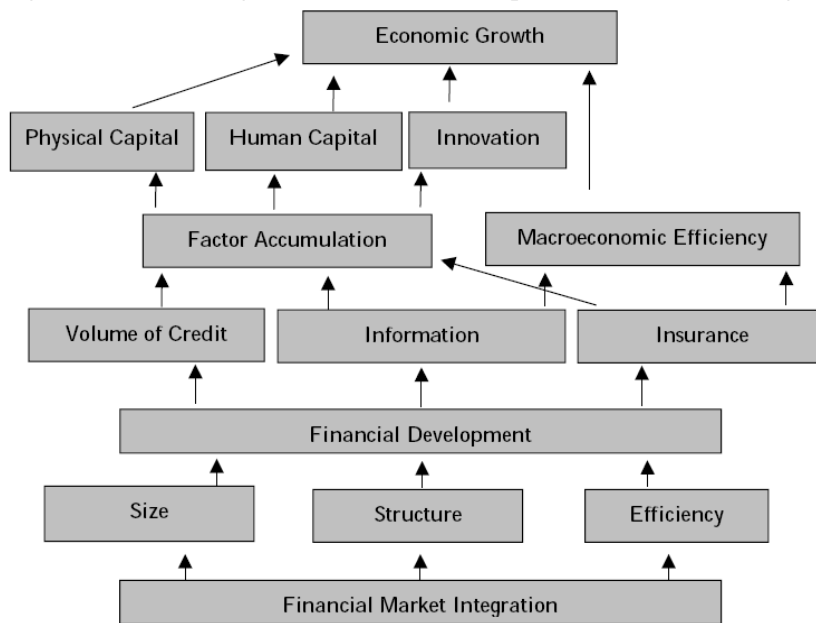 Economic Growth
Physical Capital
Human Capital
Innovation
Factor Accumulation
Macroeconomic Efficiency
Volume of Credit
Information
Insurance
Financial Development
Size
Structure
Efficiency
Financial Market Integration